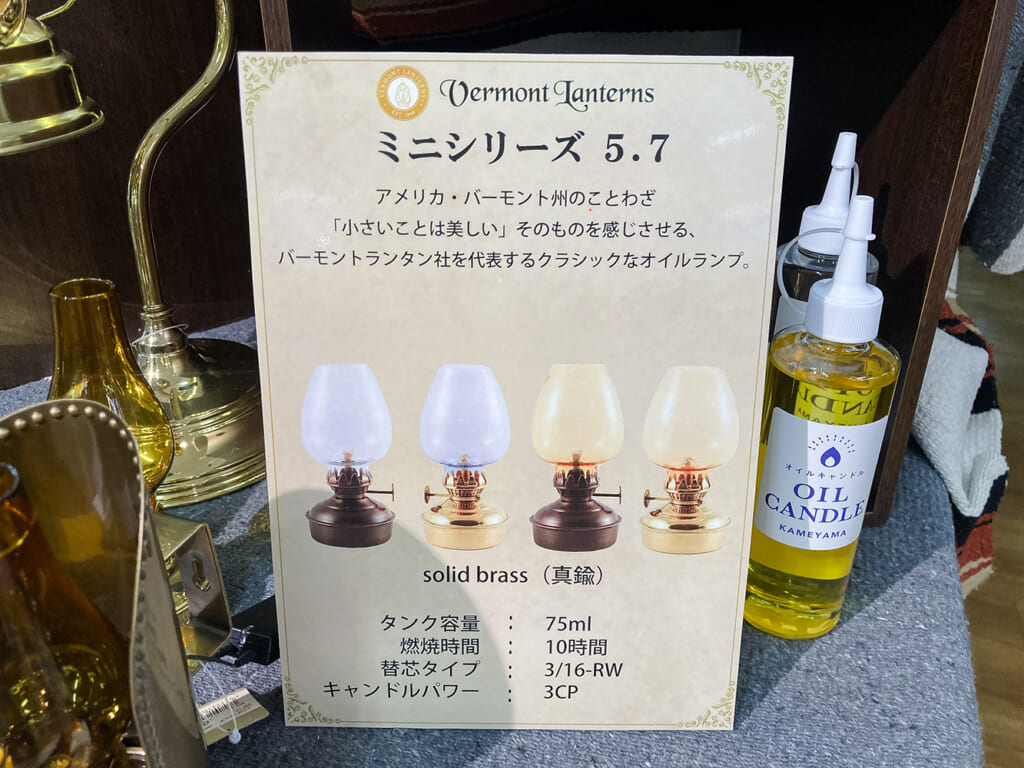 VERMONT LANTERNS
Vermont Lanterns
ミニシリーズ 5.7
アメリカ・バーモント州のことわざ
「小さいことは美しい」そのものを感じさせる、
バーモントランタン社を代表するクラシックなオイルランプ。
solid brass（真鍮）
タンク容量 : 75ml
燃焼時間 : 10時間
替芯タイプ : 3/16-RW
キャンドルパワー : 3CP
オイルキャンドル
OIL
CANDLE
KAMEYAMA